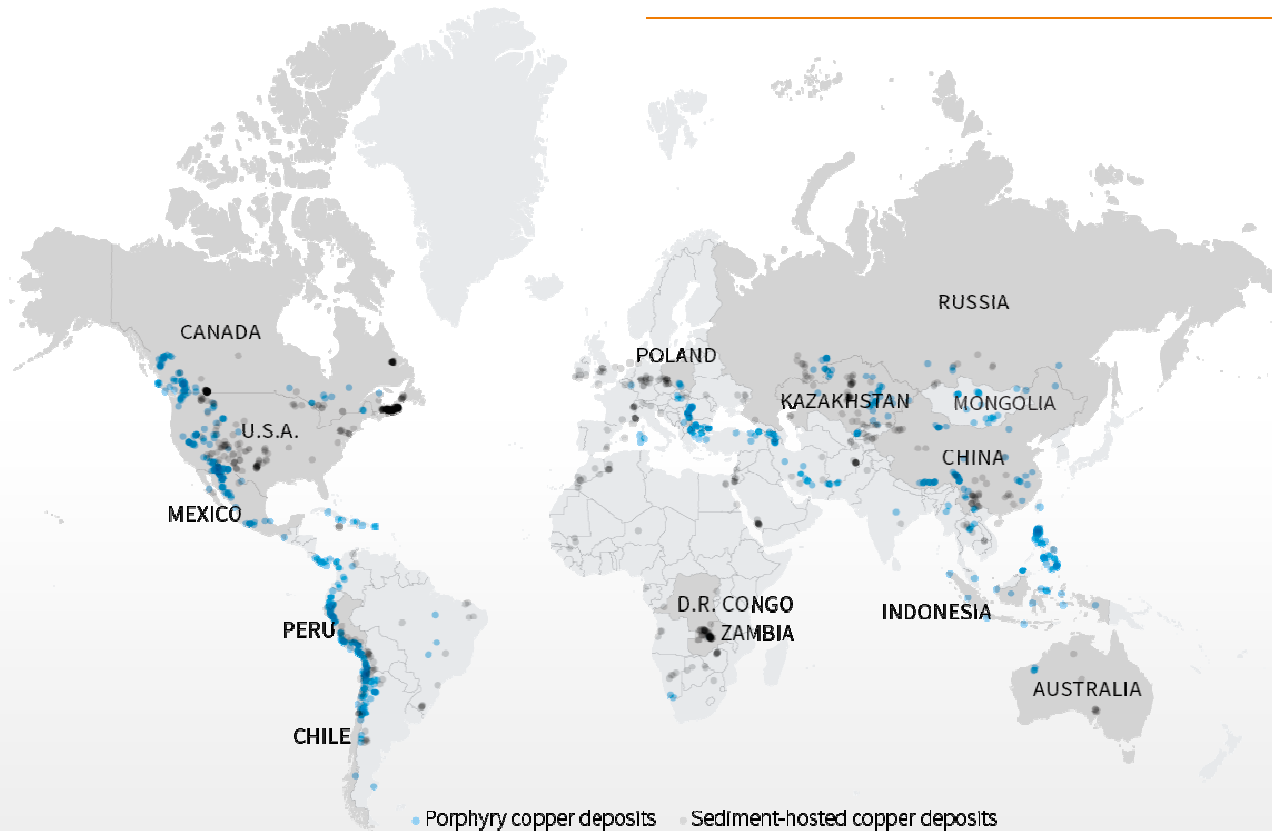 RUSSIA
CANADA
POLAND
KAZAKHSTAN
MONGOLIA
U.S.A.
CHINA
MEXICO
D.R. CONGO
INDONESIA
PERU
ZAMBIA
AUSTRALIA
CHILE
Porphyry copper deposits
Sediment-hosted copper deposits